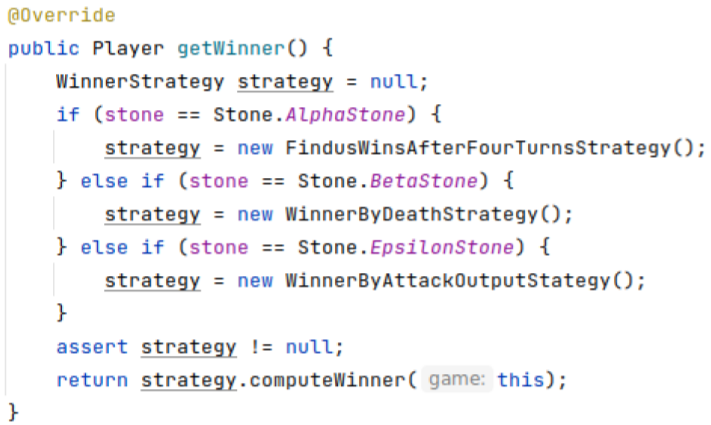 @Override
public Player getWinner() {
    WinnerStrategy strategy = null;
    if (stone == Stone.AlphaStone) {
        strategy = new FindusWinsAfterFourTurnsStrategy();
    } else if (stone == Stone.BetaStone) {
        strategy = new WinnerByDeathStrategy();
    } else if (stone == Stone.EpsilonStone) {
        strategy = new WinnerByAttackOutputStategy();
    }
    assert strategy != null;
    return strategy.computeWinner( game: this);
}